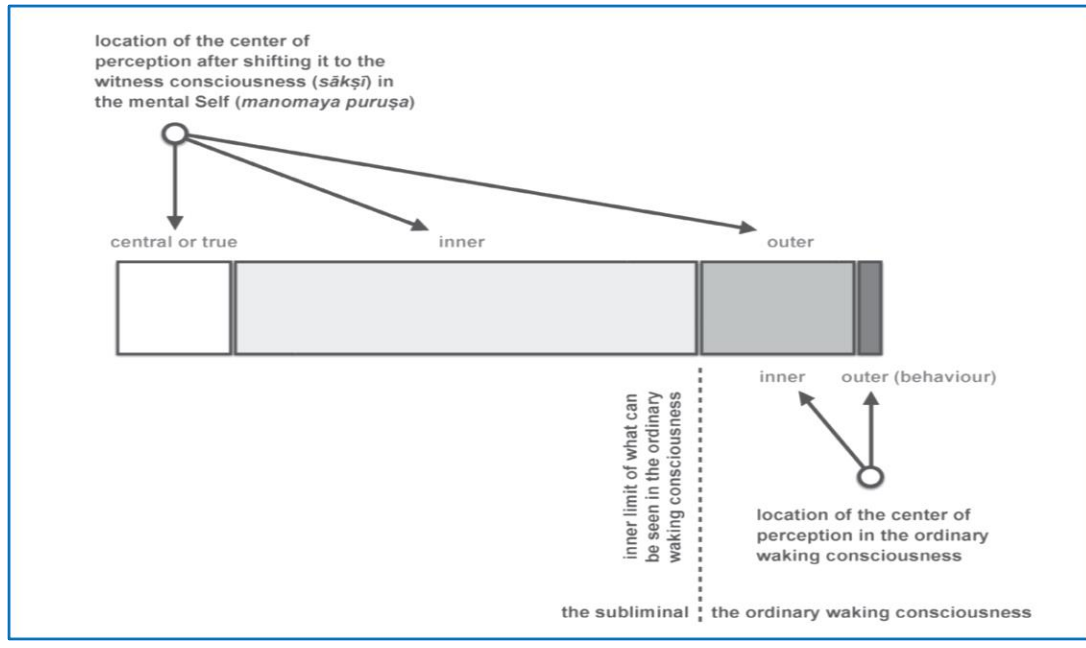 location of the center of
perception after shifting it to the
witness consciousness (sākṣī) in
the mental Self (manomaya puruṣa)
central or true
inner
outer
inner
outer (behaviour)
inner limit of what can
be seen in the ordinary
waking consciousness
location of the center of
perception in the ordinary
waking consciousness
the subliminal
the ordinary waking consciousness